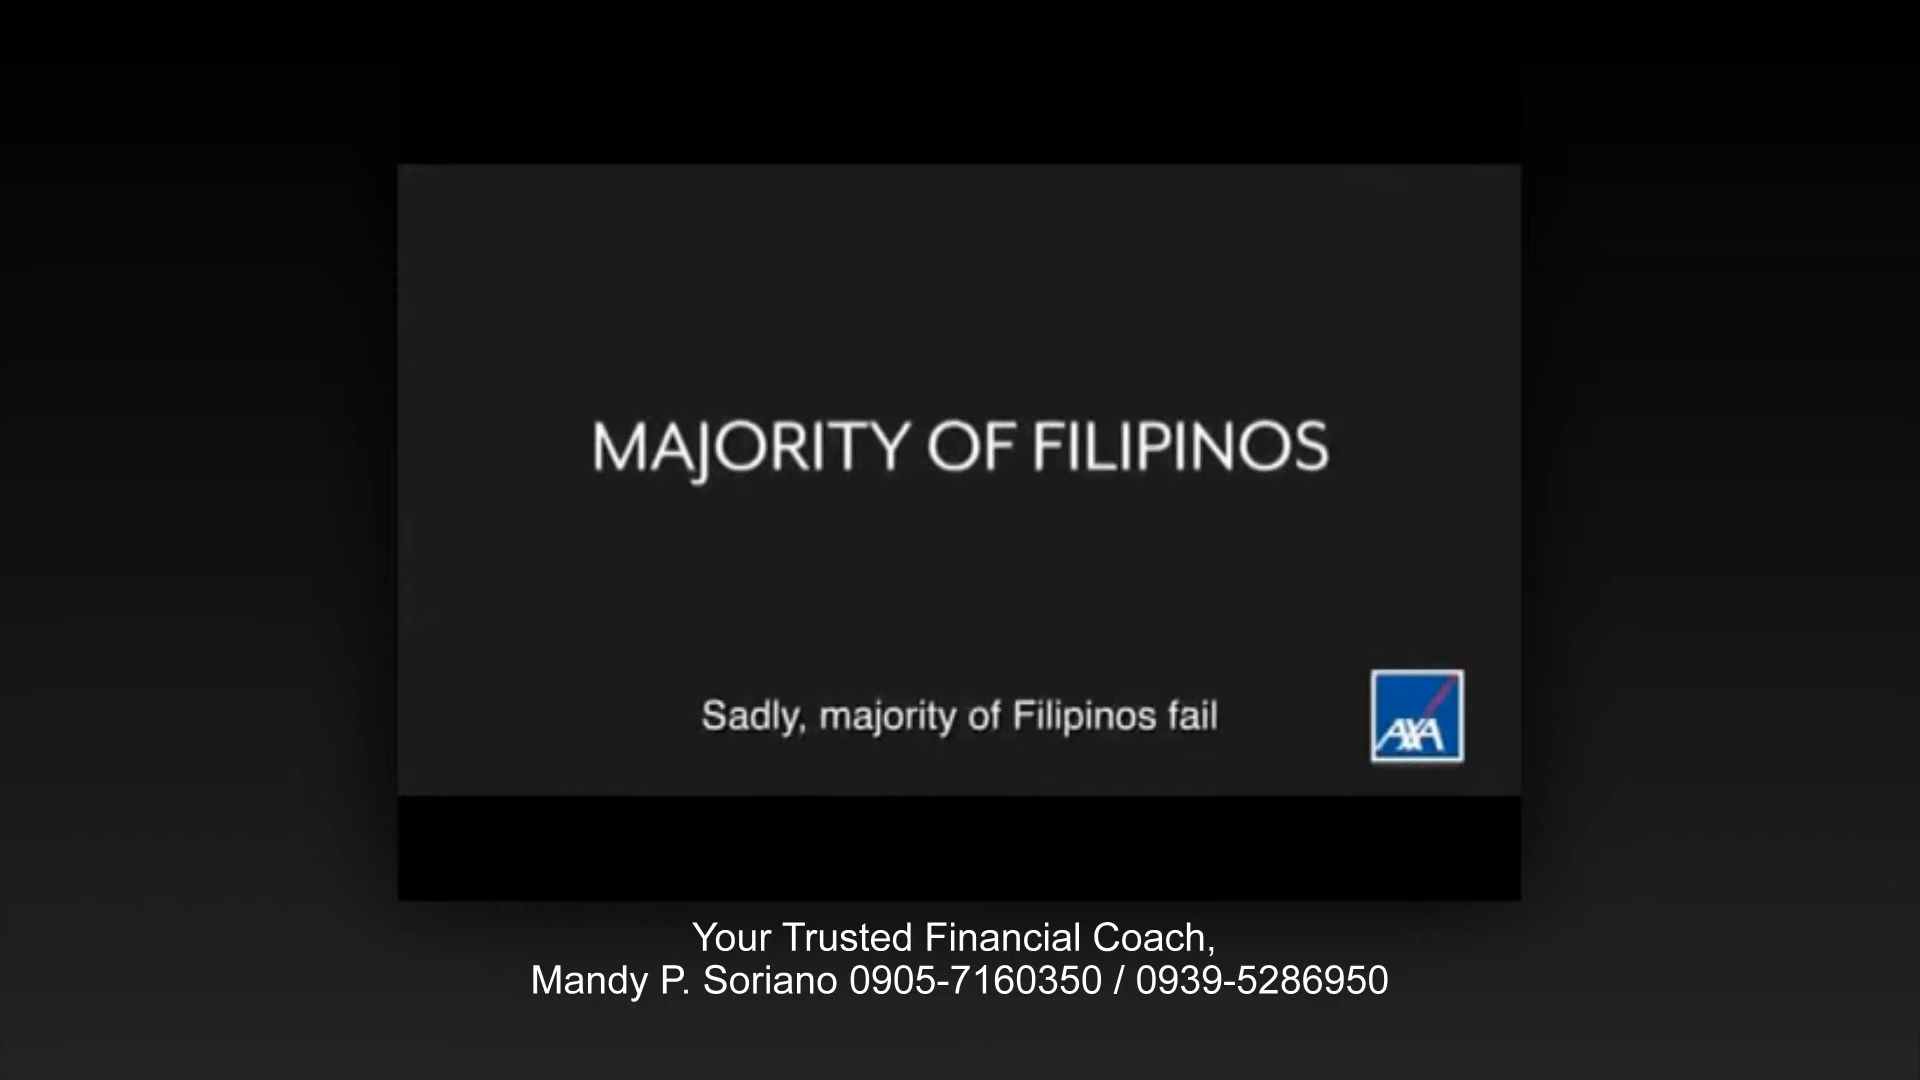 MAJORITY OF FILIPINOS
Sadly, majority of Filipinos fail
AXA
Your Trusted Financial Coach,
Mandy P. Soriano 0905-7160350 / 0939-5286950